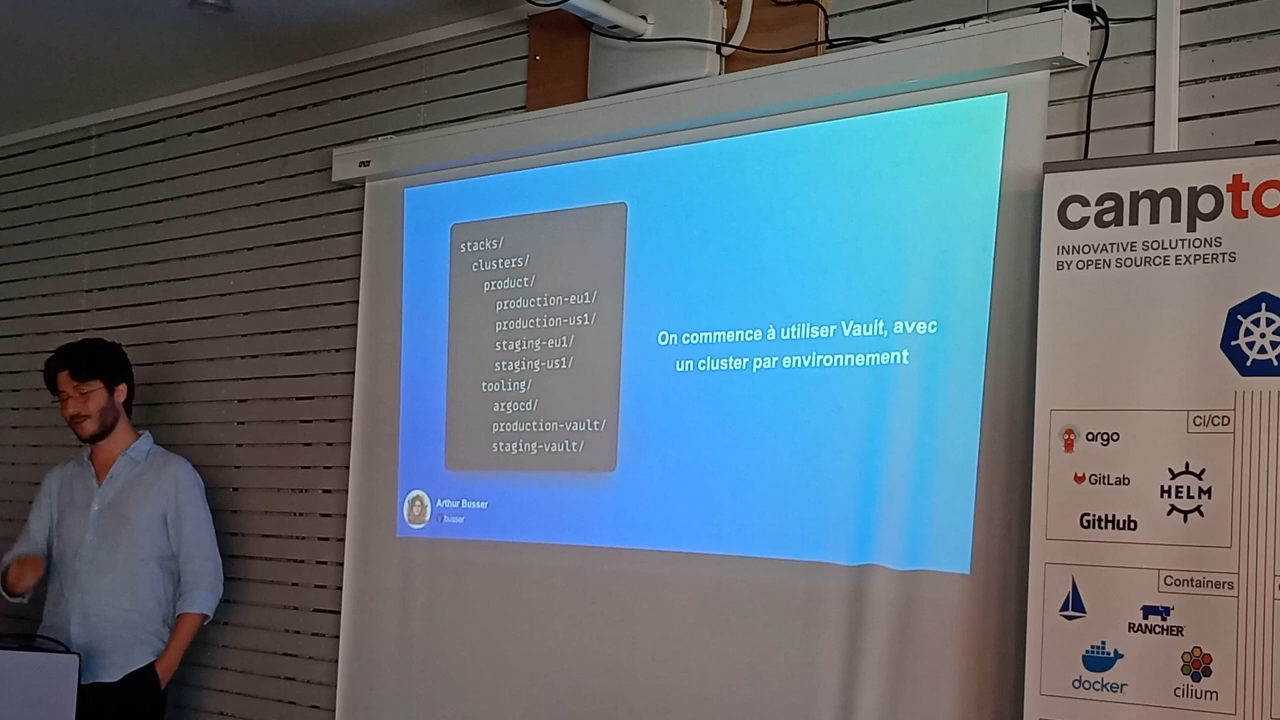 stacks/
clusters/
product/
production-eu1/
production-us1/
staging-eu1/
staging-us1/
tooling/
argocd/
production-vault/
staging-vault/
On commence à utiliser Vault, avec
un cluster par environnement
Arthur Busser
busser
campto
INNOVATIVE SOLUTIONS
BY OPEN SOURCE EXPERTS
CI/CD
argo
GitLab
HELM
GitHub
Containers
RANCHER
docker
cilium